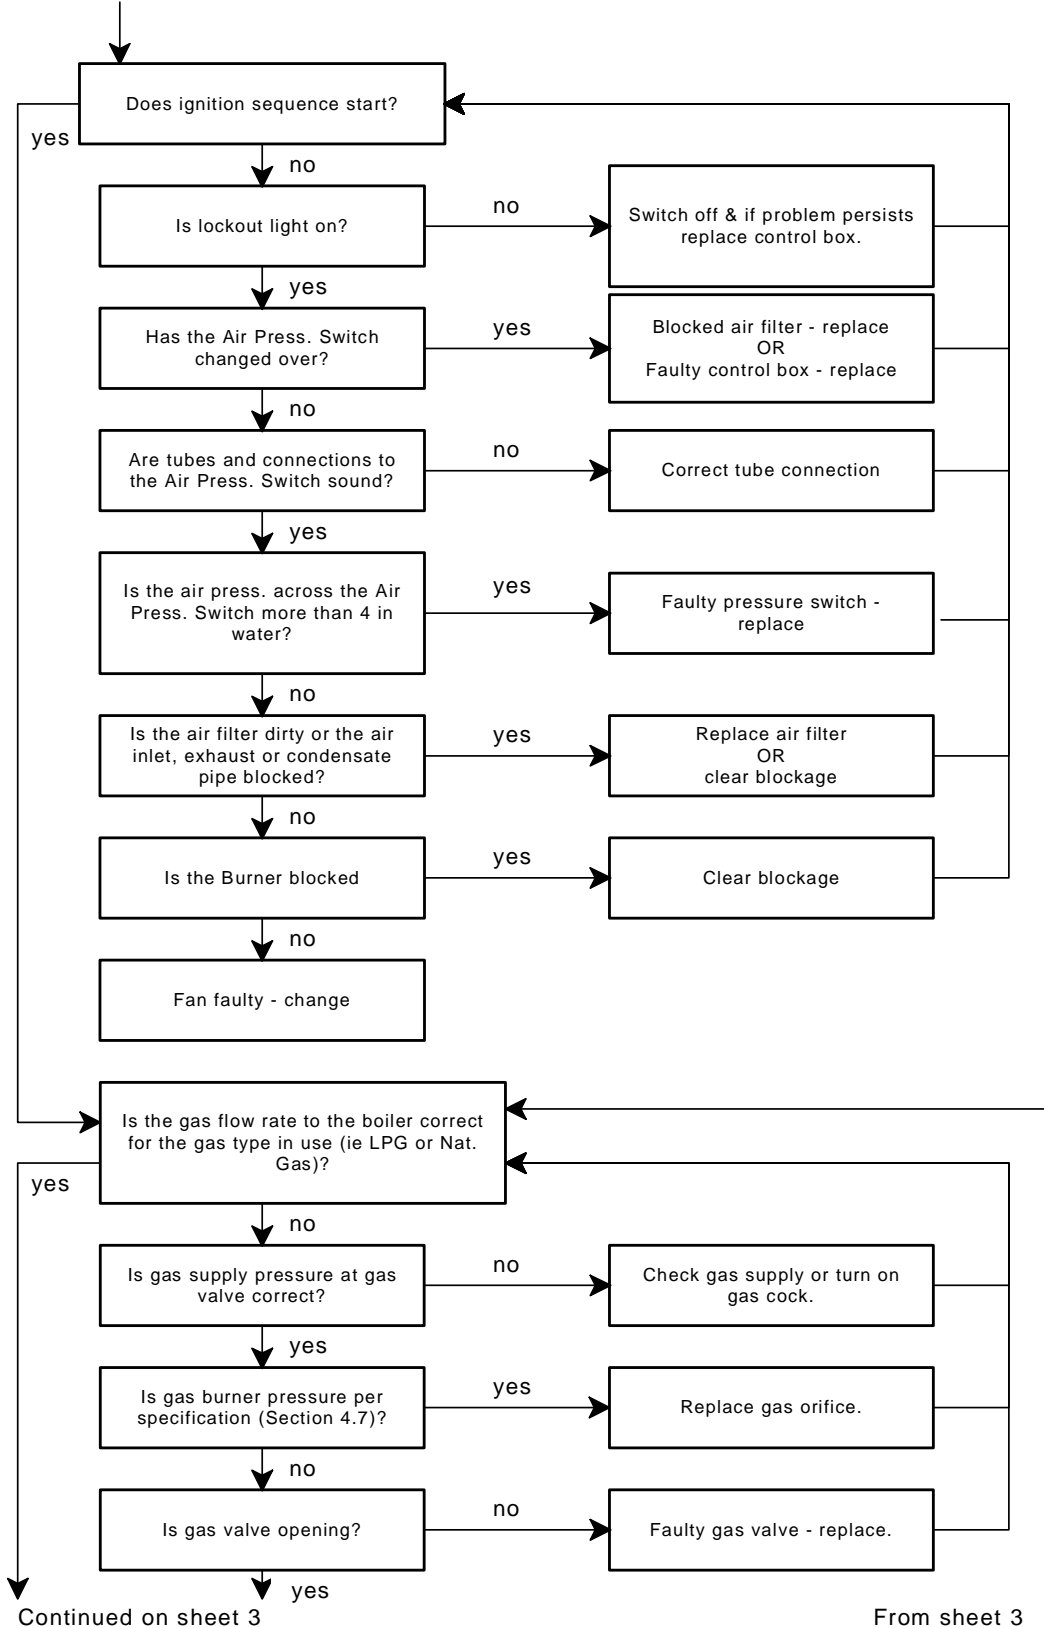 Does ignition sequence start?
yes
no
Is lockout light on?
no
Switch off & if problem persists
replace control box.
yes
Has the Air Press. Switch
changed over?
yes
Blocked air filter - replace
OR
Faulty control box - replace
no
Are tubes and connections to
the Air Press. Switch sound?
no
Correct tube connection
yes
Is the air press. across the Air
Press. Switch more than 4 in
water?
yes
Faulty pressure switch -
replace
no
Is the air filter dirty or the air
inlet, exhaust or condensate
pipe blocked?
yes
Replace air filter
OR
clear blockage
no
Is the Burner blocked
yes
Clear blockage
no
Fan faulty - change
Is the gas flow rate to the boiler correct
for the gas type in use (ie LPG or Nat.
Gas)?
yes
no
Is gas supply pressure at gas
valve correct?
no
Check gas supply or turn on
gas cock.
yes
Is gas burner pressure per
specification (Section 4.7)?
yes
Replace gas orifice.
no
Is gas valve opening?
no
Faulty gas valve - replace.
yes
Continued on sheet 3
From sheet 3